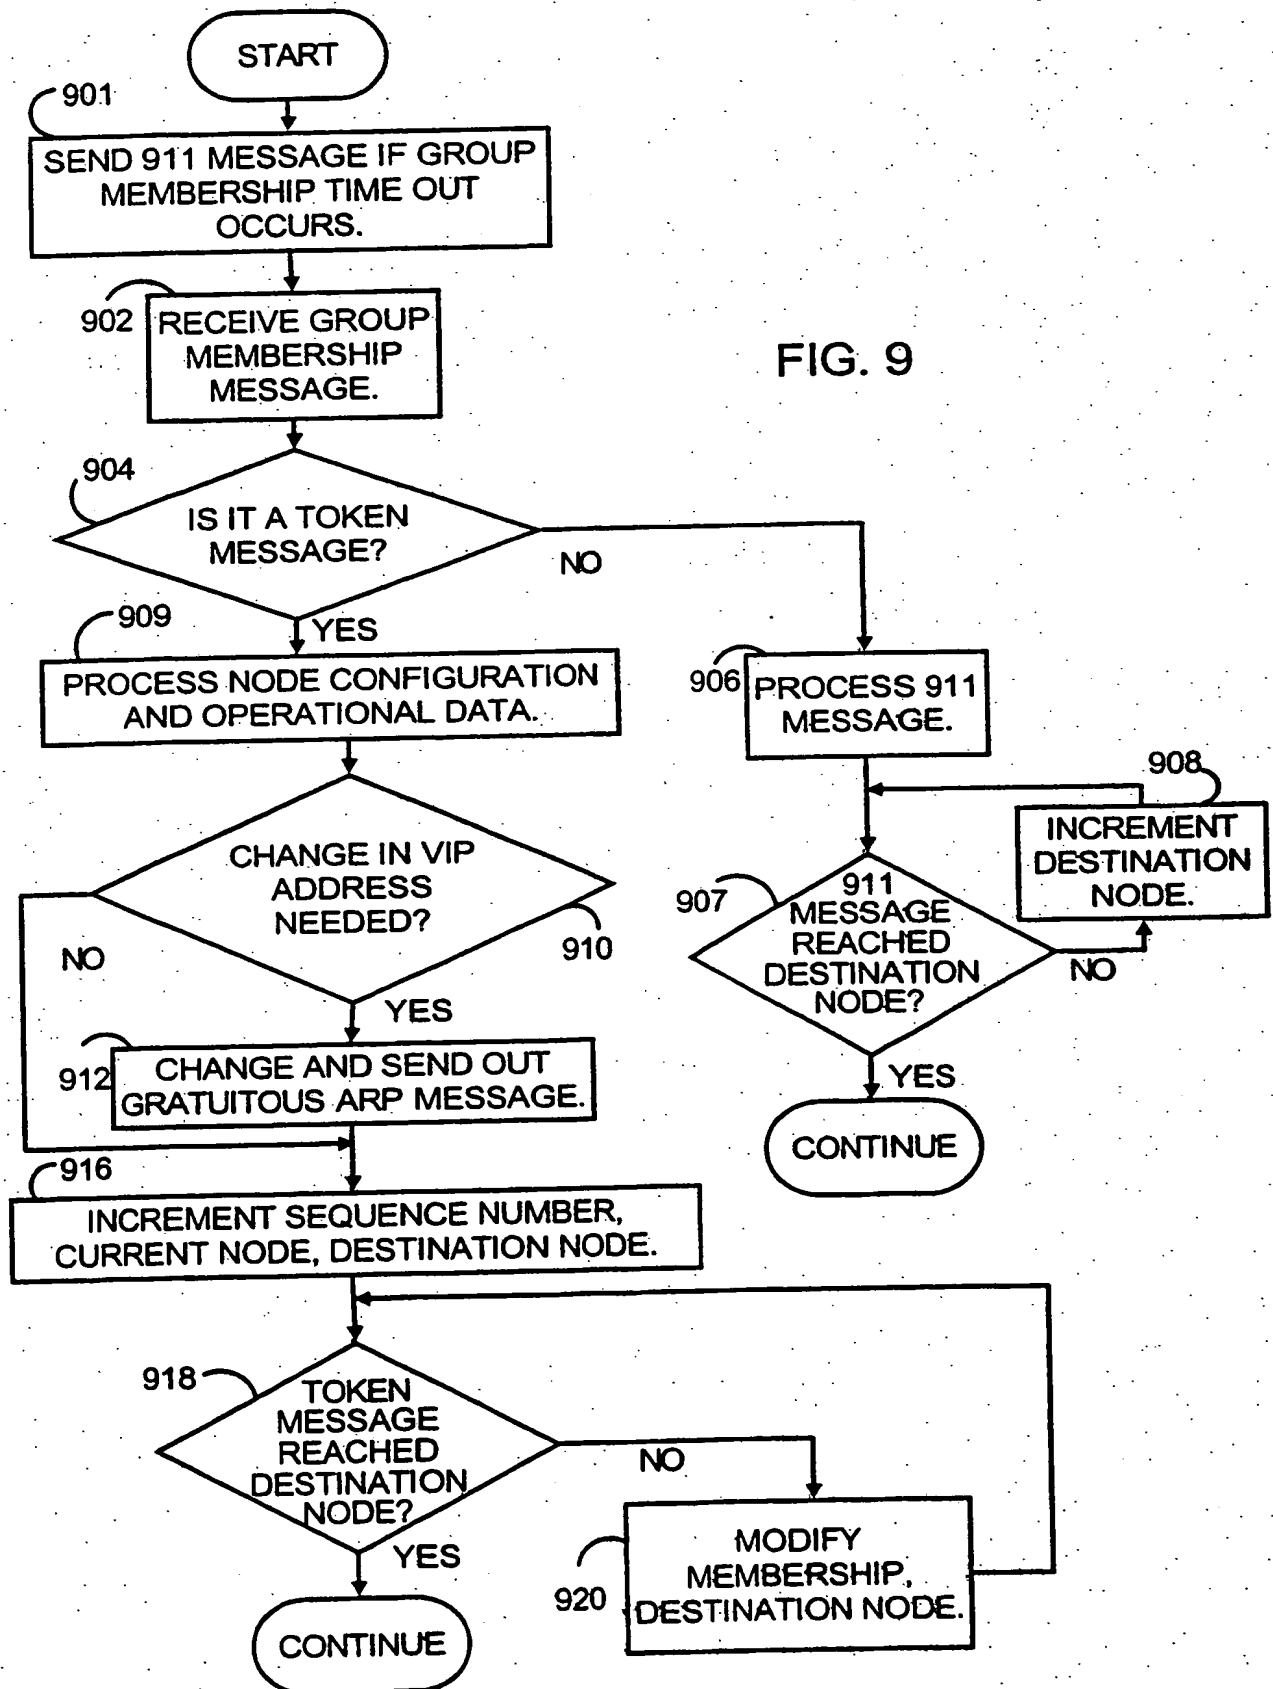 START
901
SEND 911 MESSAGE IF GROUP
MEMBERSHIP TIME OUT
OCCURS.
902
RECEIVE GROUP
MEMBERSHIP
MESSAGE.
FIG. 9
904
IS IT A TOKEN
MESSAGE?
NO
YES
909
PROCESS NODE CONFIGURATION
AND OPERATIONAL DATA.
906
PROCESS 911
MESSAGE.
908
INCREMENT
DESTINATION
NODE.
CHANGE IN VIP
ADDRESS
NEEDED?
910
NO
YES
907
911
MESSAGE
REACHED
DESTINATION
NODE?
NO
YES
CONTINUE
912
CHANGE AND SEND OUT
GRATUITOUS ARP MESSAGE.
916
INCREMENT SEQUENCE NUMBER,
CURRENT NODE, DESTINATION NODE.
918
TOKEN
MESSAGE
REACHED
DESTINATION
NODE?
NO
YES
920
MODIFY
MEMBERSHIP,
DESTINATION NODE.
CONTINUE